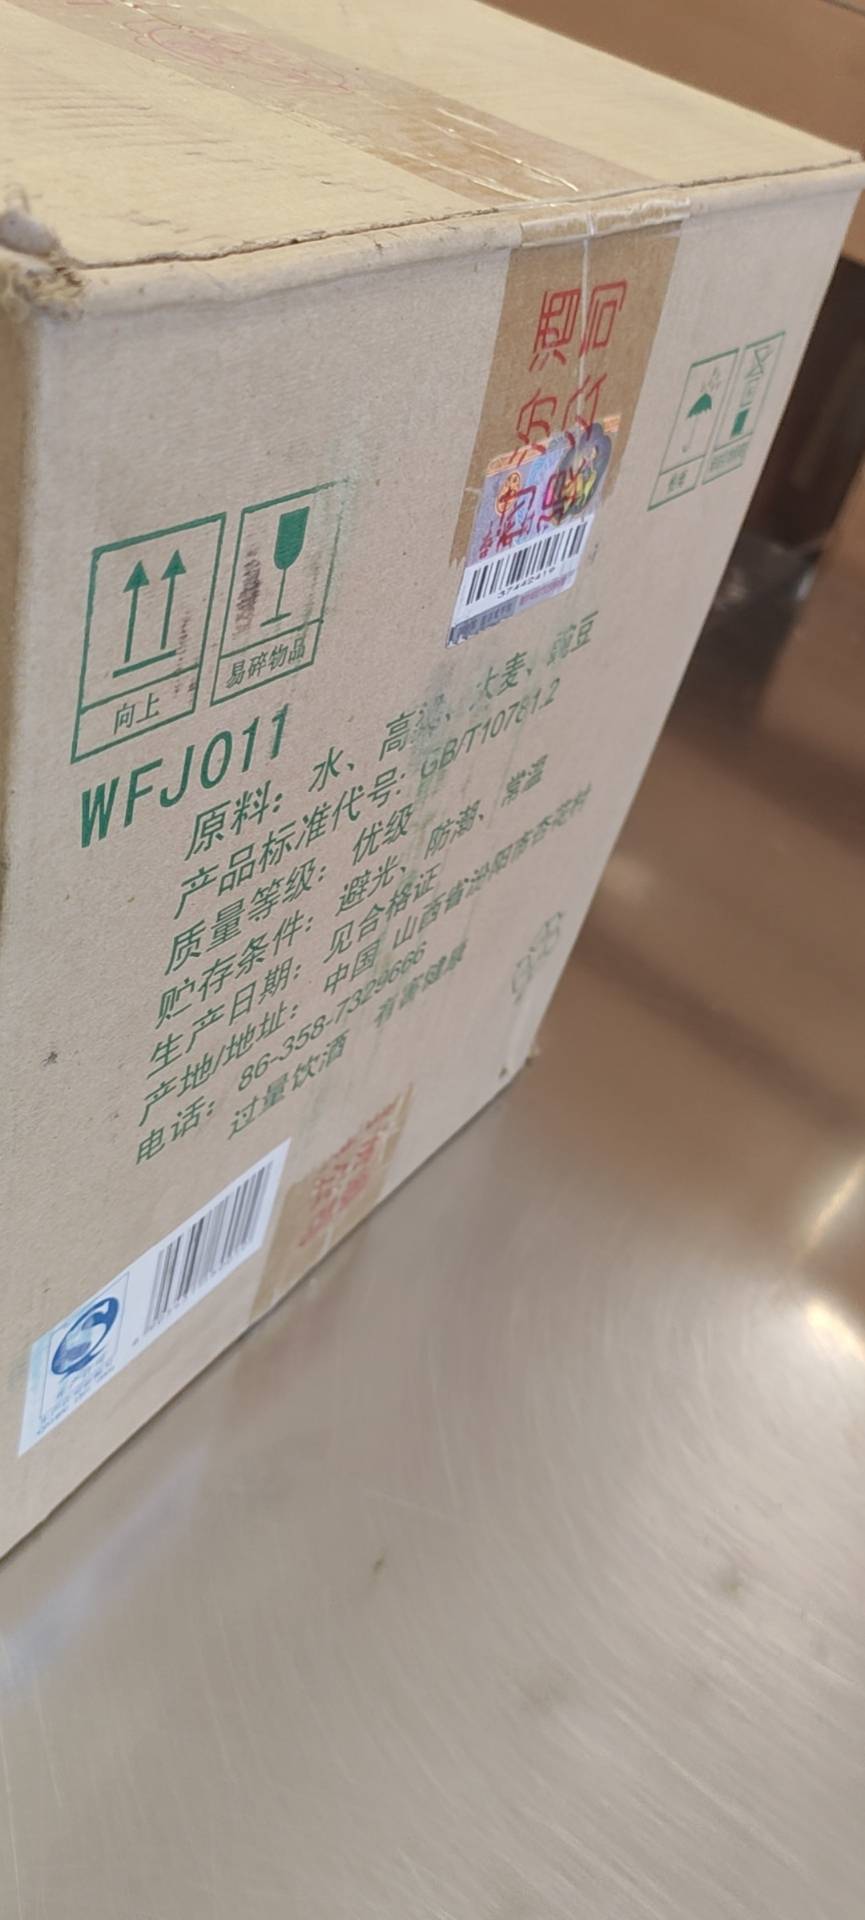 酒
公司
37442416
向上
易碎物品
WFJ011
原料：水、高粱、大麦、豌豆
产品标准代号：GB/T10781.2
质量等级：优级
贮存条件：避光、防潮、常温
生产日期：见合格证
产地/地址：中国 山西省汾阳市杏花村
电话：86-358-7329666
过量饮酒 有害健康